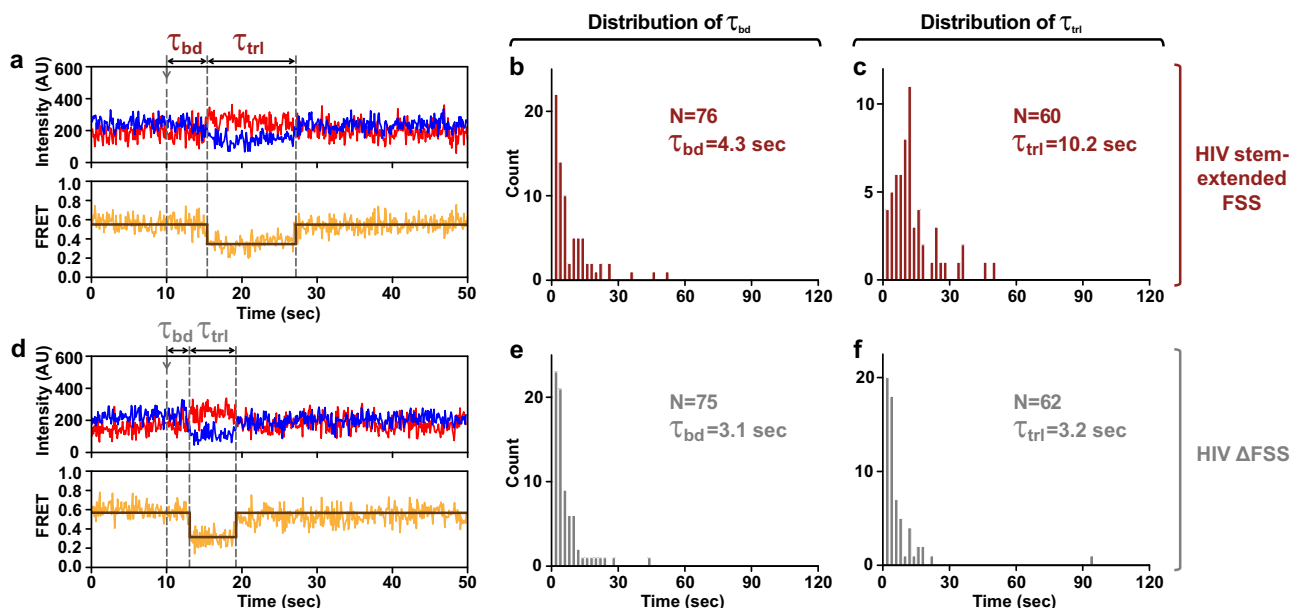 Distribution of τbd
Distribution of τtrl
a
τbd
τtrl
Intensity (AU)
600
400
200
0
FRET
1.0
0.8
0.6
0.4
0.2
0.0
0 10 20 30 40 50
Time (sec)
b
Count
20
10
0
0 30 60 90 120
N=76
τbd=4.3 sec
c
10
5
0
0 30 60 90 120
N=60
τtrl=10.2 sec
HIV stem-
extended
FSS
d
τbd
τtrl
Intensity (AU)
600
400
200
0
FRET
1.0
0.8
0.6
0.4
0.2
0.0
0 10 20 30 40 50
Time (sec)
e
Count
20
10
0
0 30 60 90 120
Time (sec)
N=75
τbd=3.1 sec
f
20
10
0
0 30 60 90 120
Time (sec)
N=62
τtrl=3.2 sec
HIV ΔFSS